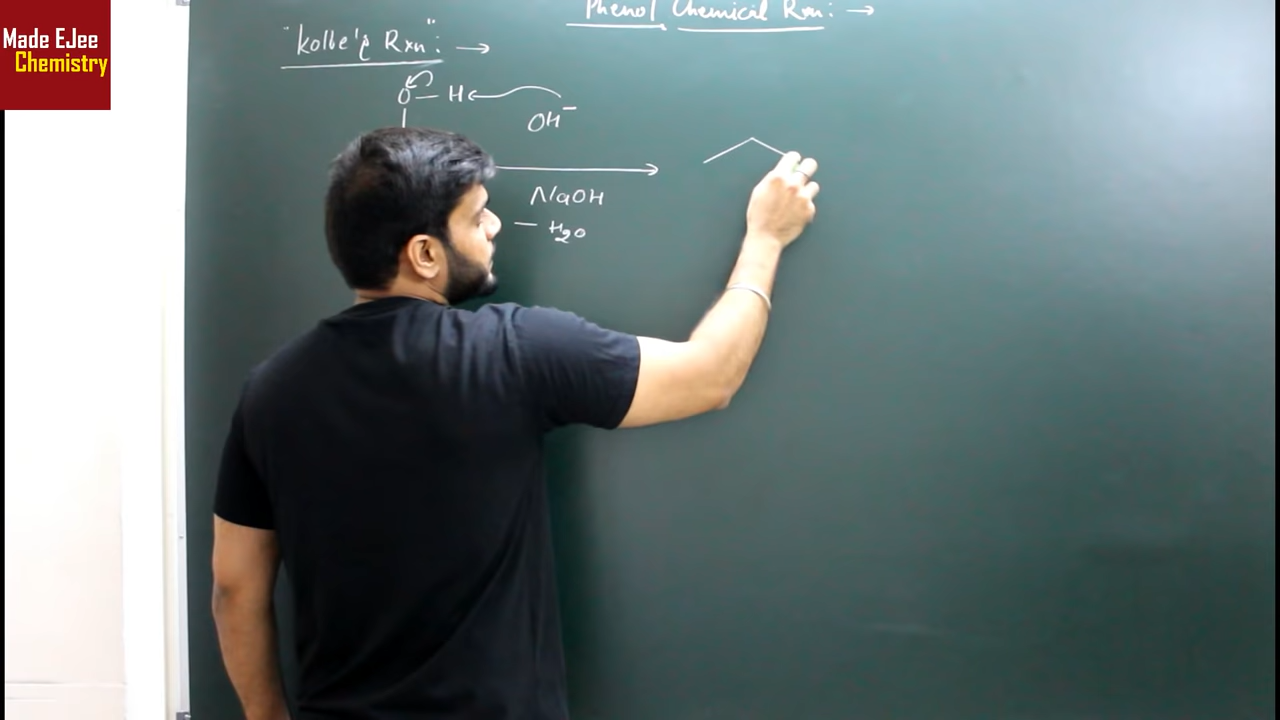 Made EJee
Chemistry
Phenol Chemical Rxn: →
"Kolbe's Rxn": →
O — H
OH⁻
NaOH
— H₂O